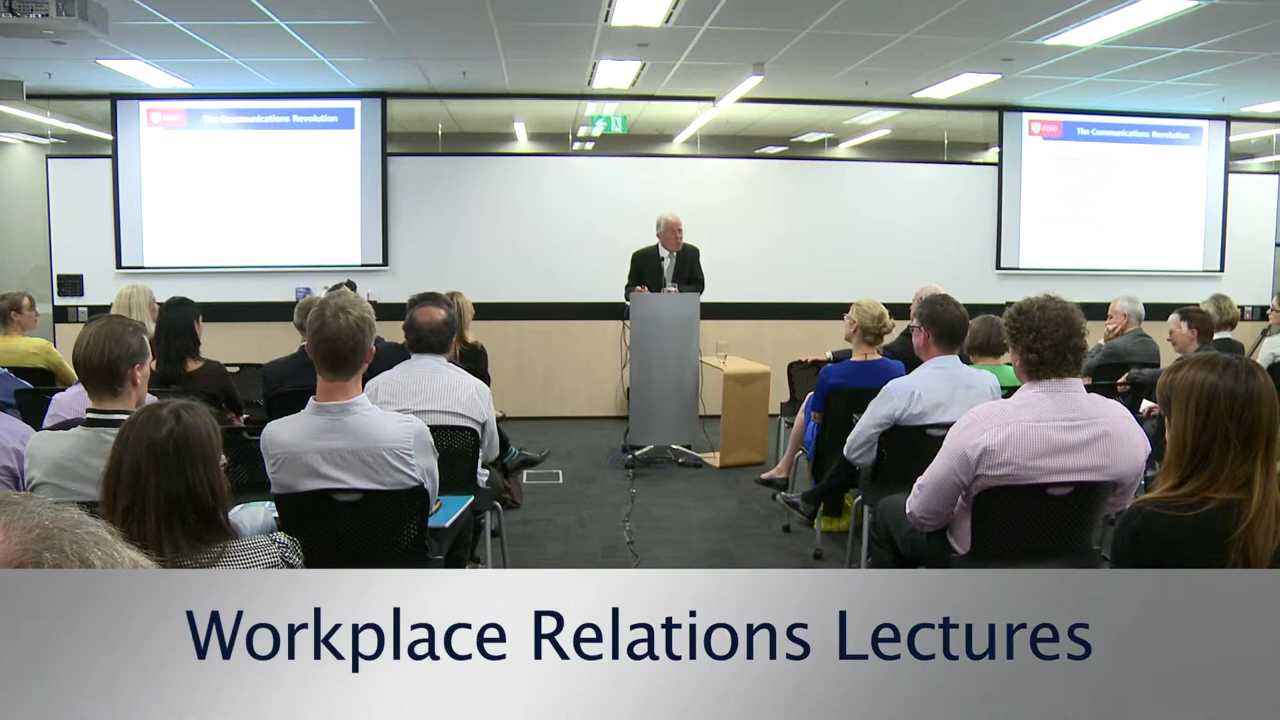 The Communications Revolution
The Communications Revolution
Workplace Relations Lectures